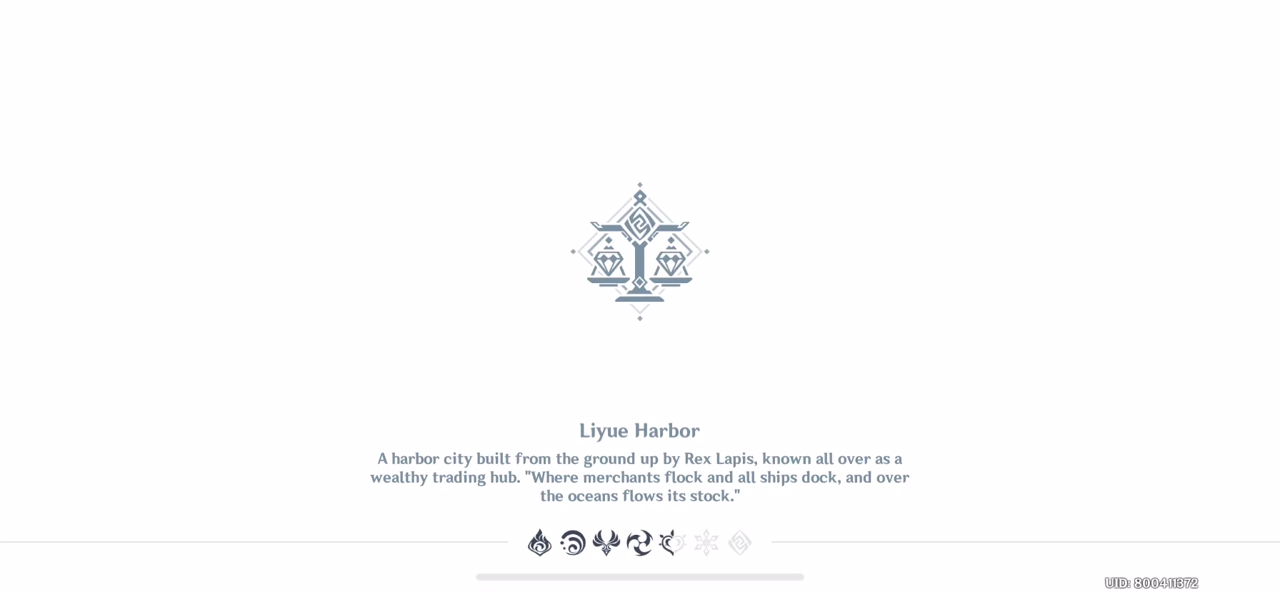 Liyue Harbor
A harbor city built from the ground up by Rex Lapis, known all over as a
wealthy trading hub. "Where merchants flock and all ships dock, and over
the oceans flows its stock."
UID: 800411372